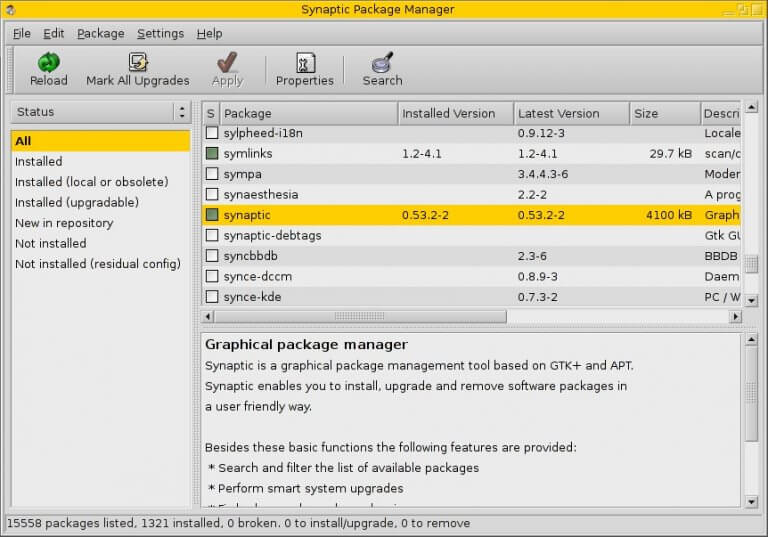 Synaptic Package Manager
File Edit Package Settings Help
Reload Mark All Upgrades Apply Properties Search
Status
All
Installed
Installed (local or obsolete)
Installed (upgradable)
New in repository
Not installed
Not installed (residual config)
S Package Installed Version Latest Version Size Descri
sylpheed-i18n 0.9.12-3 Locale
symlinks 1.2-4.1 1.2-4.1 29.7 kB scan/c
sympa 3.4.4.3-6 Moder
synaesthesia 2.2-2 A prog
synaptic 0.53.2-2 0.53.2-2 4100 kB Graph
synaptic-debtags Gtk GU
syncbbdb 2.3-6 BBDB
synce-dccm 0.8.9-3 Daem
synce-kde 0.7.3-2 PC / W
Graphical package manager
Synaptic is a graphical package management tool based on GTK+ and APT.
Synaptic enables you to install, upgrade and remove software packages in
a user friendly way.
Besides these basic functions the following features are provided:
* Search and filter the list of available packages
* Perform smart system upgrades
15558 packages listed, 1321 installed, 0 broken. 0 to install/upgrade, 0 to remove